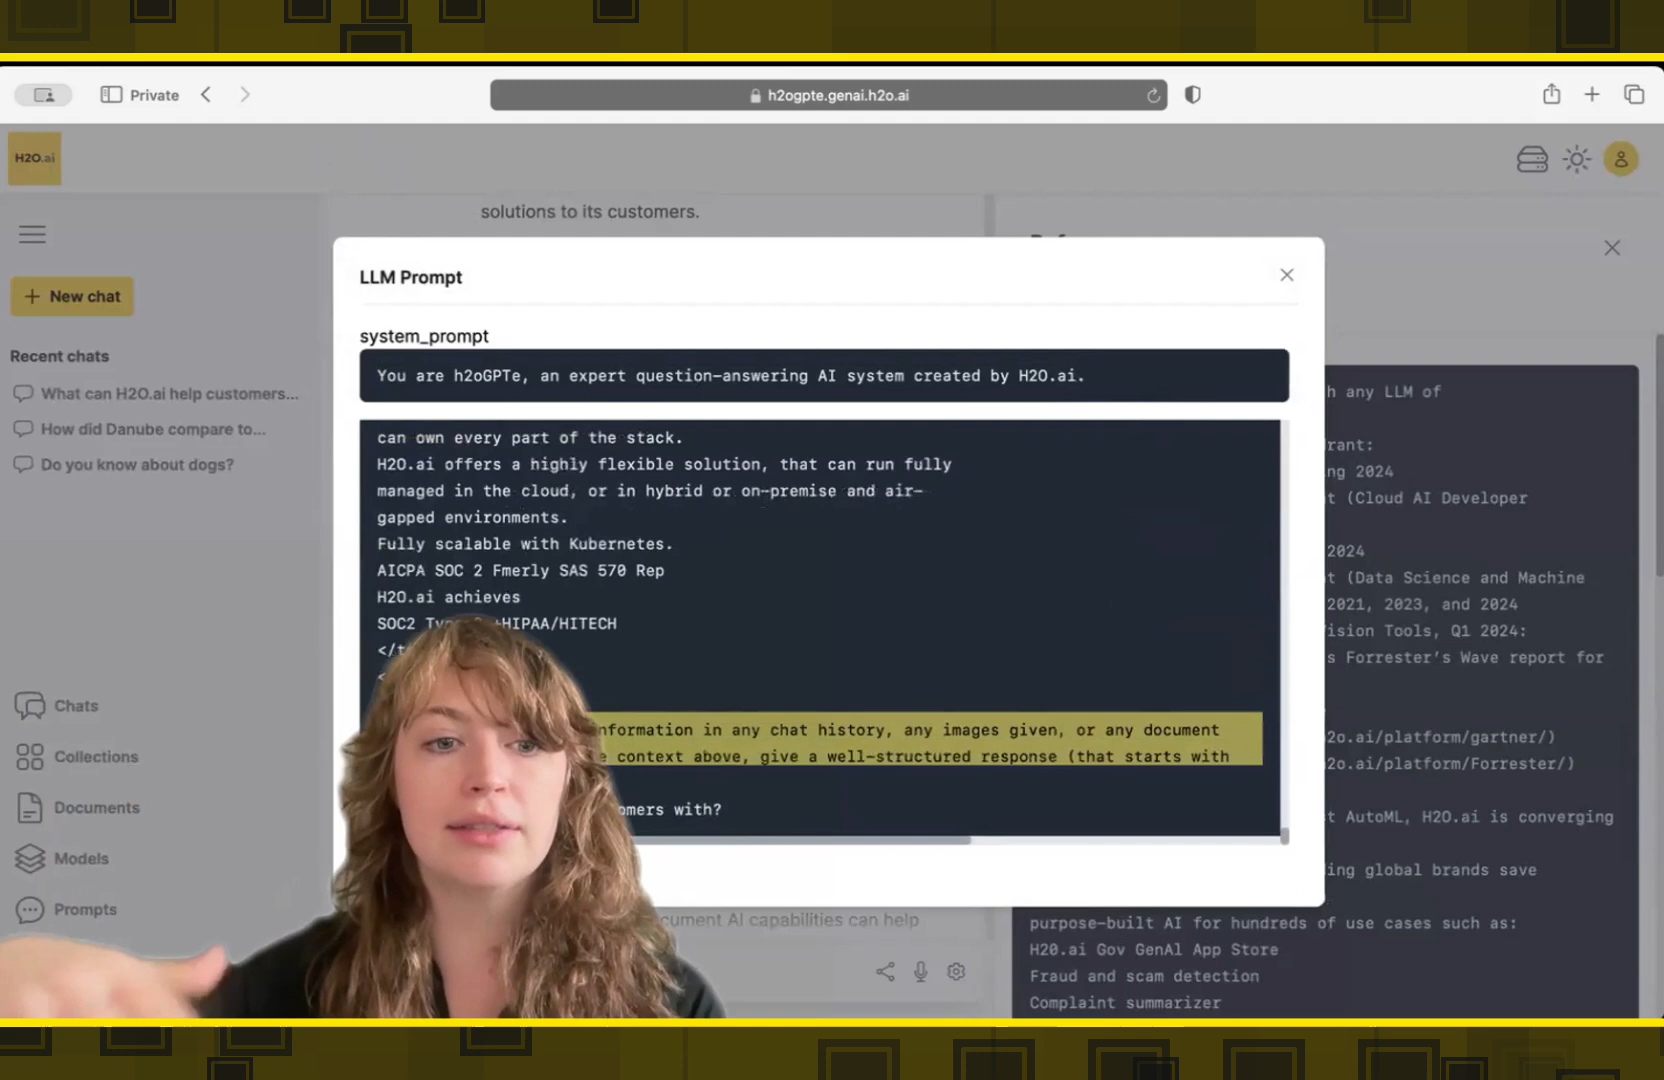 Private
h2ogpte.genai.h2o.ai
H2O.ai
solutions to its customers.
New chat
Recent chats
What can H2O.ai help customers...
How did Danube compare to...
Do you know about dogs?
Chats
Collections
Documents
Models
Prompts
LLM Prompt
system_prompt
You are h2oGPTe, an expert question-answering AI system created by H2O.ai.
can own every part of the stack.
H2O.ai offers a highly flexible solution, that can run fully
managed in the cloud, or in hybrid or on-premise and air-
gapped environments.
Fully scalable with Kubernetes.
AICPA SOC 2 Fmerly SAS 570 Rep
H2O.ai achieves
SOC2 +HIPAA/HITECH
nformation in any chat history, any images given, or any document
context above, give a well-structured response (that starts with
omers with?
cument AI capabilities can help
h any LLM of
rant:
ng 2024
t (Cloud AI Developer
2024
t (Data Science and Machine
2021, 2023, and 2024
ision Tools, Q1 2024:
s Forrester's Wave report for
2o.ai/platform/gartner/)
2o.ai/platform/Forrester/)
t AutoML, H2O.ai is converging
ing global brands save
purpose-built AI for hundreds of use cases such as:
H20.ai Gov GenAl App Store
Fraud and scam detection
Complaint summarizer